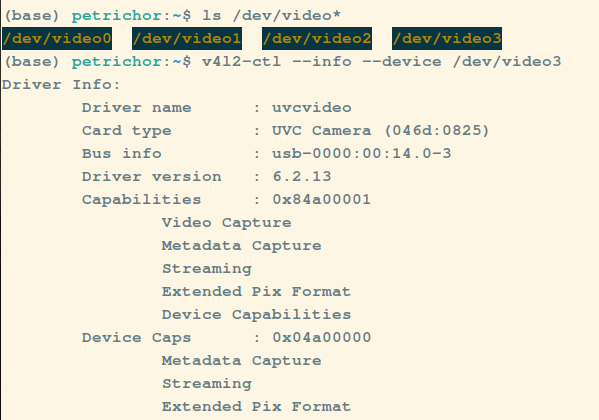 (base) petrichor:~$ ls /dev/video*
/dev/video0  /dev/video1  /dev/video2  /dev/video3
(base) petrichor:~$ v4l2-ctl --info --device /dev/video3
Driver Info:
        Driver name      : uvcvideo
        Card type        : UVC Camera (046d:0825)
        Bus info         : usb-0000:00:14.0-3
        Driver version   : 6.2.13
        Capabilities     : 0x84a00001
                Video Capture
                Metadata Capture
                Streaming
                Extended Pix Format
                Device Capabilities
        Device Caps      : 0x04a00000
                Metadata Capture
                Streaming
                Extended Pix Format